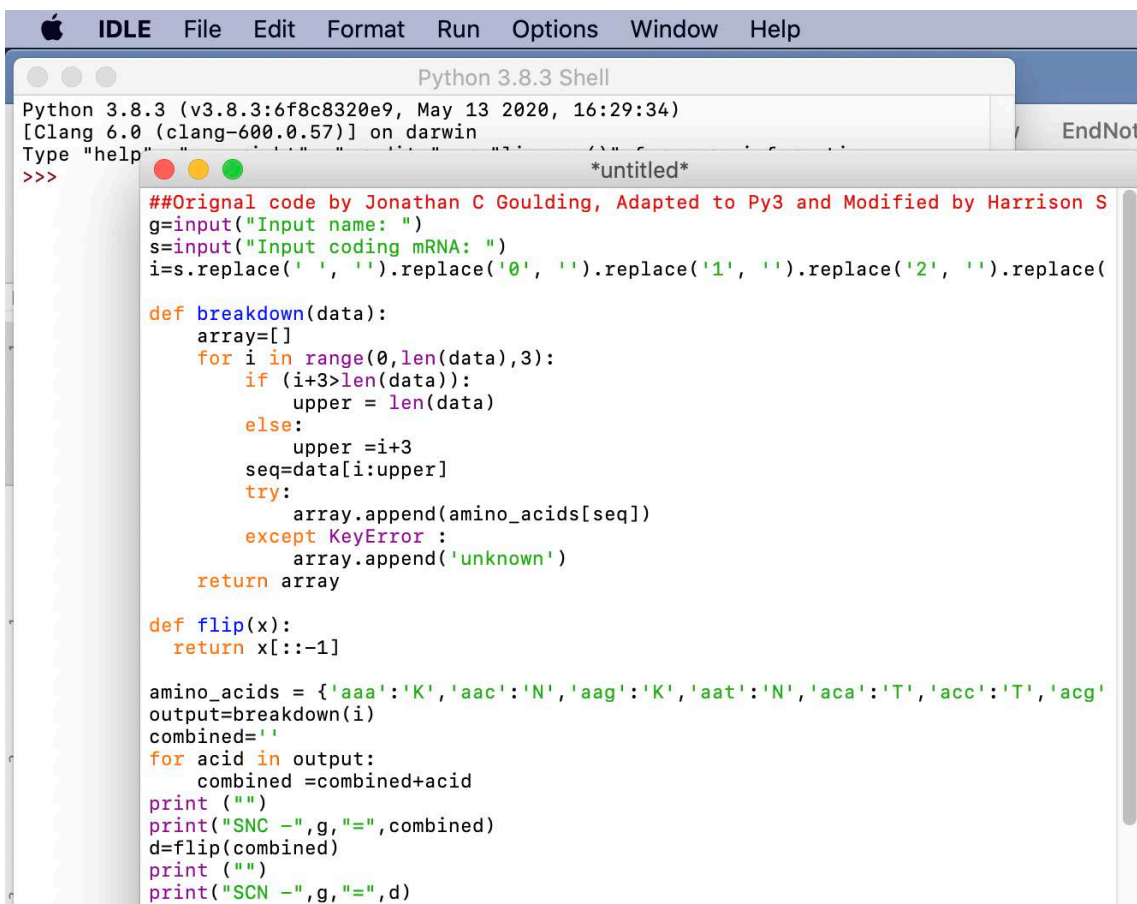 IDLE File Edit Format Run Options Window Help
Python 3.8.3 Shell
Python 3.8.3 (v3.8.3:6f8c8320e9, May 13 2020, 16:29:34)
[Clang 6.0 (clang-600.0.57)] on darwin
Type "help"
>>>
EndNot
*untitled*
##Orignal code by Jonathan C Goulding, Adapted to Py3 and Modified by Harrison S
g=input("Input name: ")
s=input("Input coding mRNA: ")
i=s.replace(' ', '').replace('0', '').replace('1', '').replace('2', '').replace(
def breakdown(data):
    array=[]
    for i in range(0,len(data),3):
        if (i+3>len(data)):
            upper = len(data)
        else:
            upper =i+3
        seq=data[i:upper]
        try:
            array.append(amino_acids[seq])
        except KeyError :
            array.append('unknown')
    return array
def flip(x):
  return x[::-1]
amino_acids = {'aaa':'K','aac':'N','aag':'K','aat':'N','aca':'T','acc':'T','acg'
output=breakdown(i)
combined=''
for acid in output:
    combined =combined+acid
print ("")
print("SNC -",g,"=",combined)
d=flip(combined)
print ("")
print("SCN -",g,"=",d)